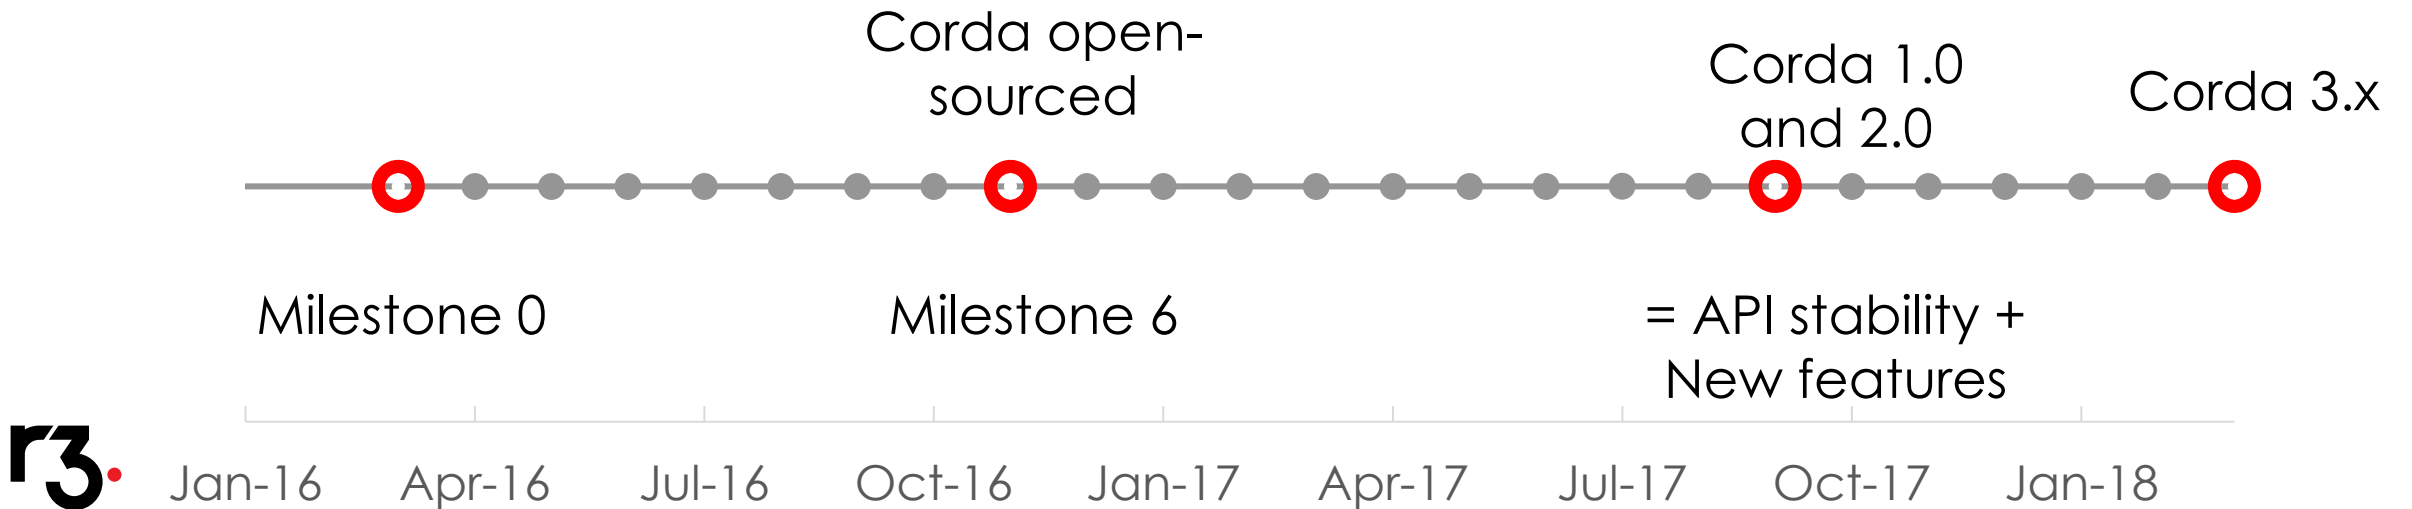 Corda open-
sourced
Corda 1.0
and 2.0
Corda 3.x
Milestone 0
Milestone 6
= API stability +
New features
r3.
Jan-16
Apr-16
Jul-16
Oct-16
Jan-17
Apr-17
Jul-17
Oct-17
Jan-18